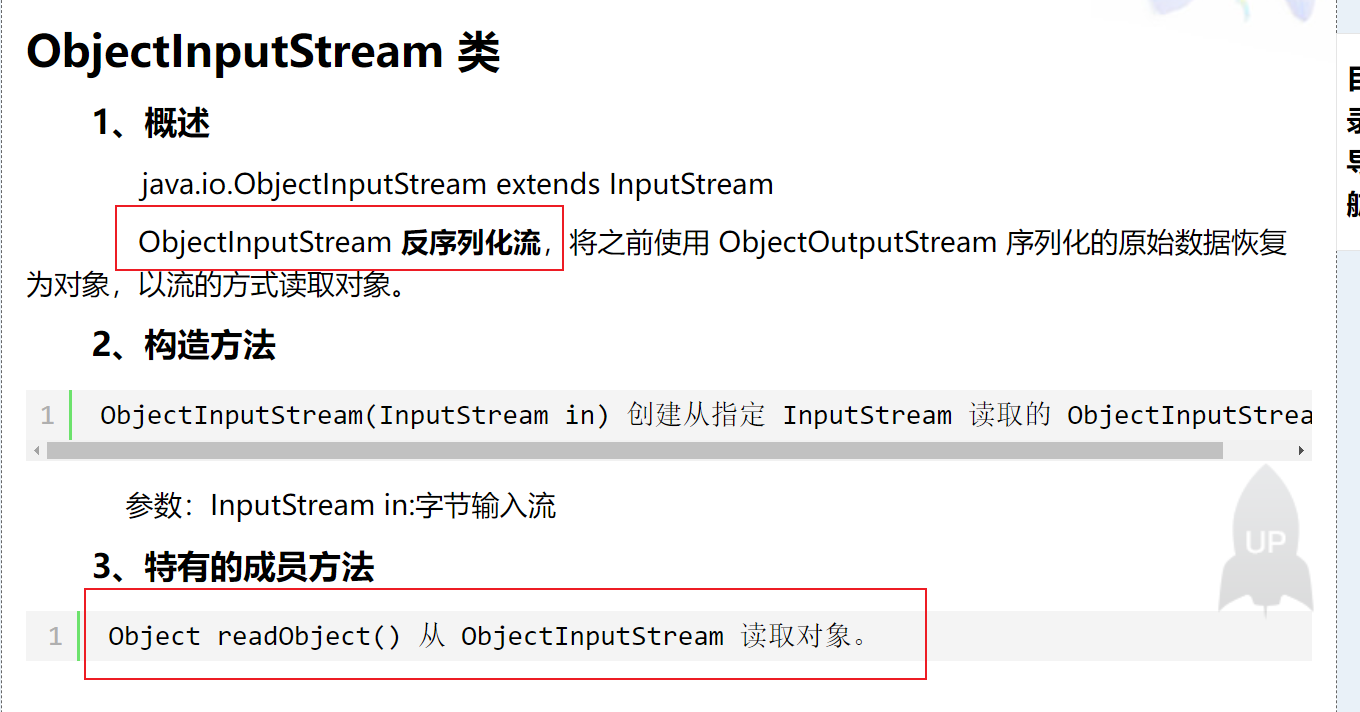 ObjectInputStream 类
1、概述
java.io.ObjectInputStream extends InputStream
ObjectInputStream 反序列化流，将之前使用 ObjectOutputStream 序列化的原始数据恢复
为对象，以流的方式读取对象。
2、构造方法
1 ObjectInputStream(InputStream in) 创建从指定 InputStream 读取的 ObjectInputStrea
参数：InputStream in:字节输入流
UP
3、特有的成员方法
1 Object readObject() 从 ObjectInputStream 读取对象。
目
录
导
航